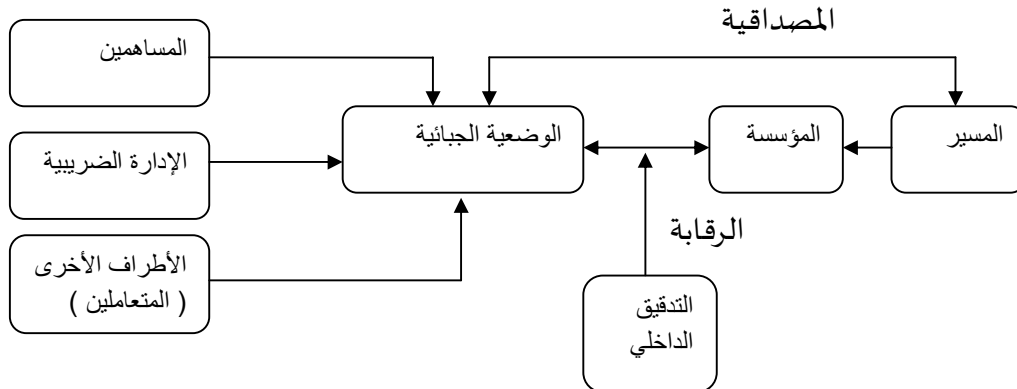 المصداقية
المساهمين
المسير
المؤسسة
الوضعية الجبائية
الإدارة الضريبية
الرقابة
الأطراف الأخرى
( المتعاملين )
التدقيق
الداخلي